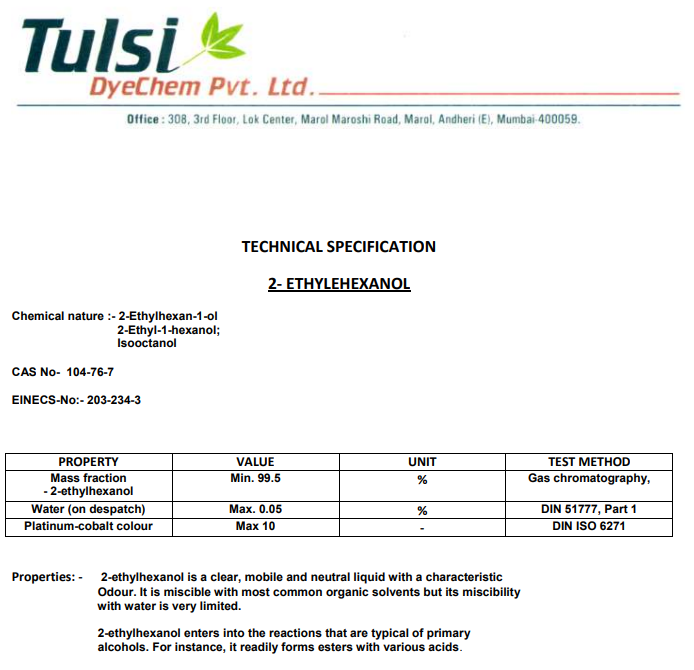 Tulsi
DyeChem Pvt. Ltd.
Office : 308, 3rd Floor, Lok Center, Marol Maroshi Road, Marol, Andheri (E), Mumbai-400059.
TECHNICAL SPECIFICATION
2- ETHYLEHEXANOL
Chemical nature :- 2-Ethylhexan-1-ol
2-Ethyl-1-hexanol;
Isooctanol
CAS No- 104-76-7
EINECS-No:- 203-234-3
PROPERTY VALUE UNIT TEST METHOD
Mass fraction Min. 99.5 % Gas chromatography,
- 2-ethylhexanol
Water (on despatch) Max. 0.05 % DIN 51777, Part 1
Platinum-cobalt colour Max 10 - DIN ISO 6271
Properties: - 2-ethylhexanol is a clear, mobile and neutral liquid with a characteristic
Odour. It is miscible with most common organic solvents but its miscibility
with water is very limited.
2-ethylhexanol enters into the reactions that are typical of primary
alcohols. For instance, it readily forms esters with various acids.